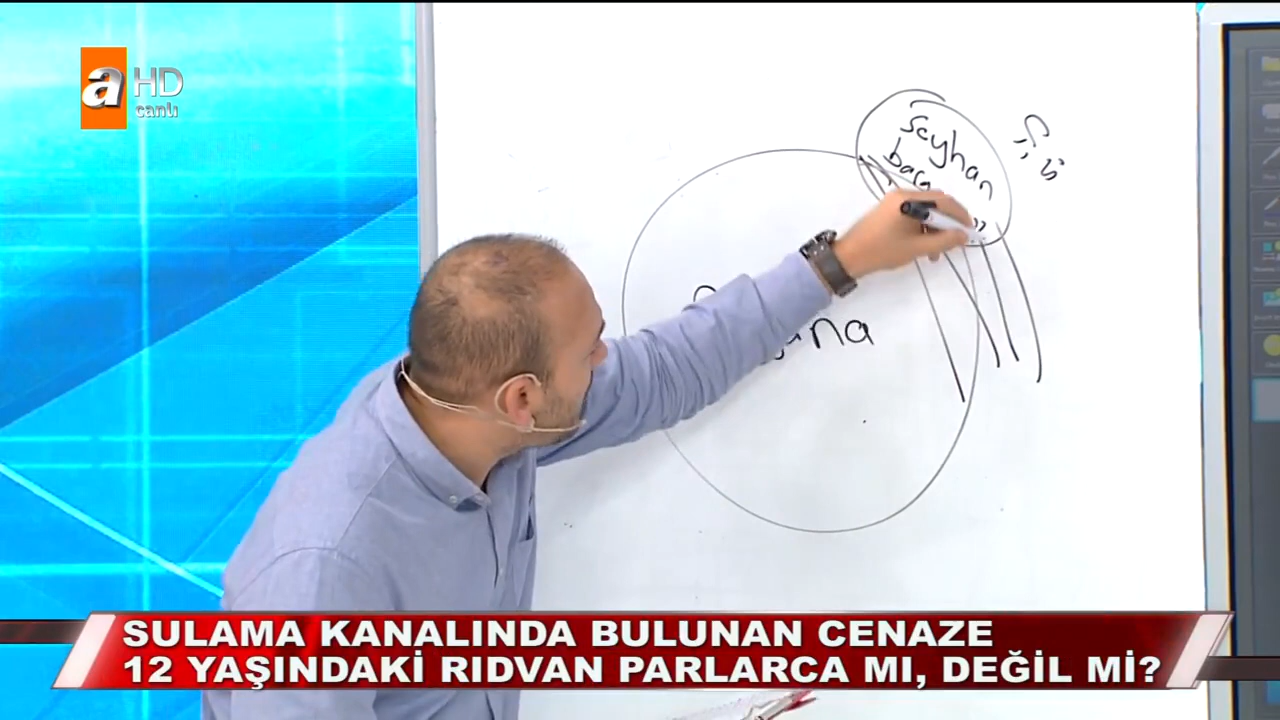 a HD
canlı
Seyhan
Ç.Ü
SULAMA KANALINDA BULUNAN CENAZE
12 YAŞINDAKİ RIDVAN PARLARCA MI, DEĞİL Mİ?